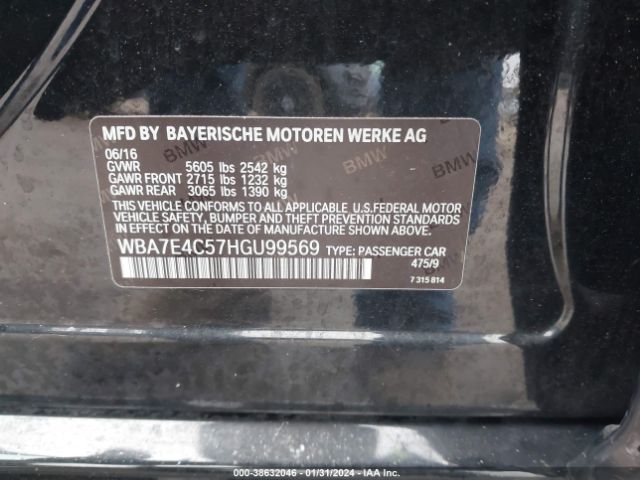 MFD BY BAYERISCHE MOTOREN WERKE AG
06/16
GVWR 5605 lbs 2542 kg
GAWR FRONT 2715 lbs 1232 kg
GAWR REAR 3065 lbs 1390 kg
THIS VEHICLE CONFORMS TO ALL APPLICABLE U.S.FEDERAL MOTOR
VEHICLE SAFETY, BUMPER AND THEFT PREVENTION STANDARDS
IN EFFECT ON THE DATE OF MANUFACTURE SHOWN ABOVE.
WBA7E4C57HGU99569 TYPE: PASSENGER CAR
475/9
7 315 814
000-38632046 - 01/31/2024 - IAA Inc.